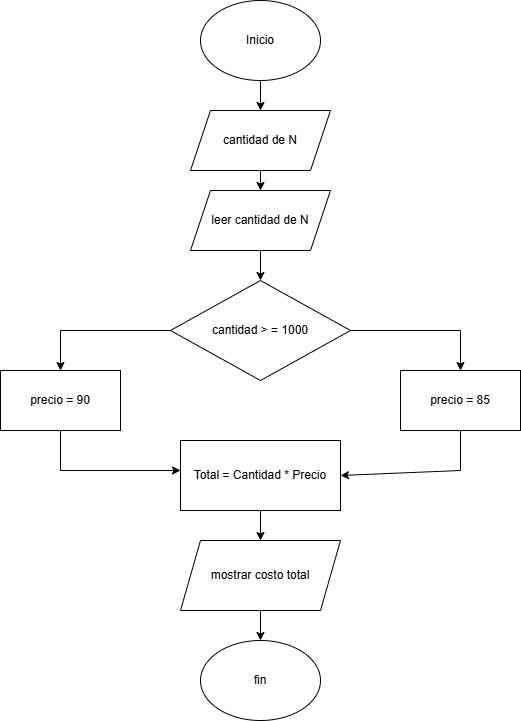 Inicio
cantidad de N
leer cantidad de N
cantidad > = 1000
precio = 90
precio = 85
Total = Cantidad * Precio
mostrar costo total
fin